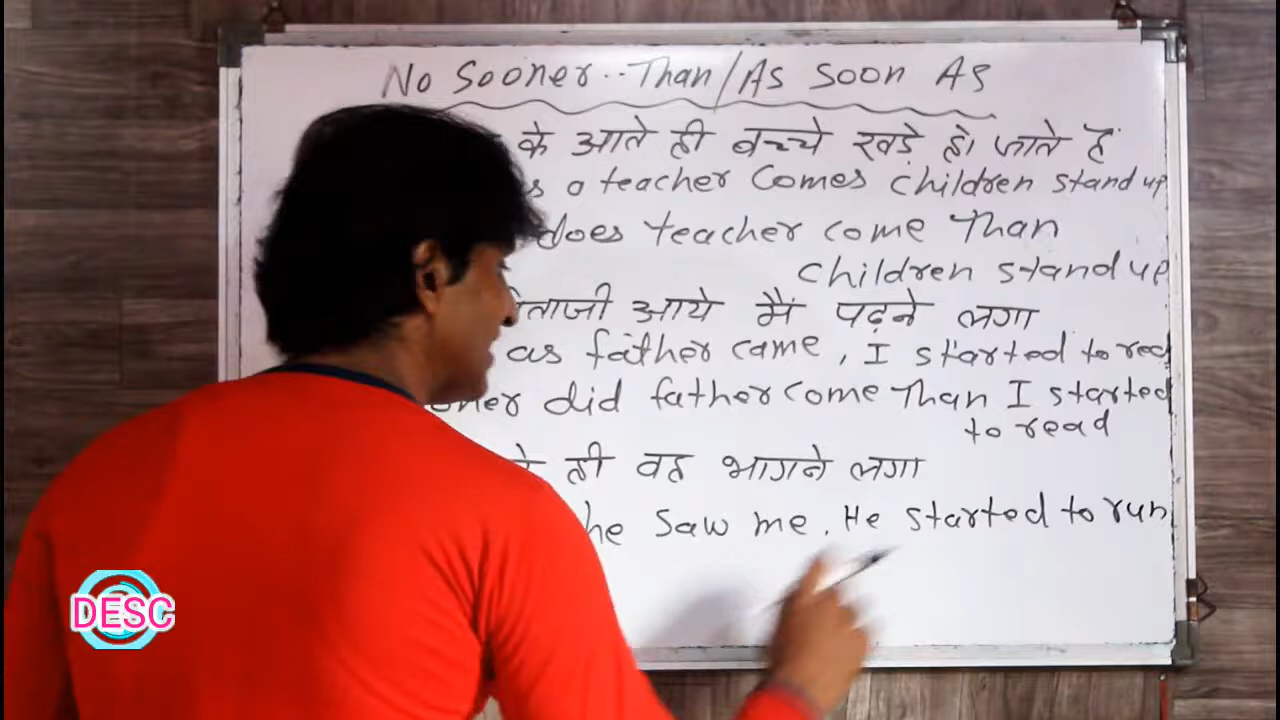 No Sooner.. Than/As soon As
के आते ही बच्चे खड़े हो जाते हैं
a teacher comes children stand up
does teacher come Than
children stand up
आये मैं पढ़ने लगा
as father came, I started to read
did father come Than I started
to read
ही वह भागने लगा
he saw me. He started to run
DESC